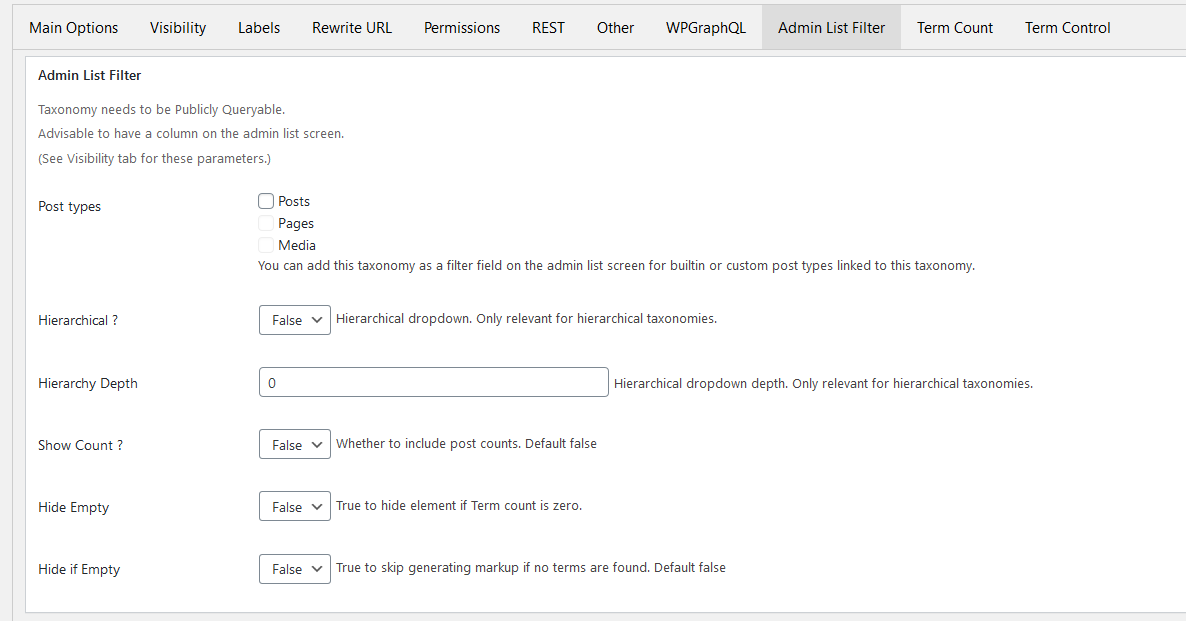 Main Options Visibility Labels Rewrite URL Permissions REST Other WPGraphQL Admin List Filter Term Count Term Control
Admin List Filter
Taxonomy needs to be Publicly Queryable.
Advisable to have a column on the admin list screen.
(See Visibility tab for these parameters.)
Post types
Posts
Pages
Media
You can add this taxonomy as a filter field on the admin list screen for builtin or custom post types linked to this taxonomy.
Hierarchical ? False Hierarchical dropdown. Only relevant for hierarchical taxonomies.
Hierarchy Depth 0 Hierarchical dropdown depth. Only relevant for hierarchical taxonomies.
Show Count ? False Whether to include post counts. Default false
Hide Empty False True to hide element if Term count is zero.
Hide if Empty False True to skip generating markup if no terms are found. Default false